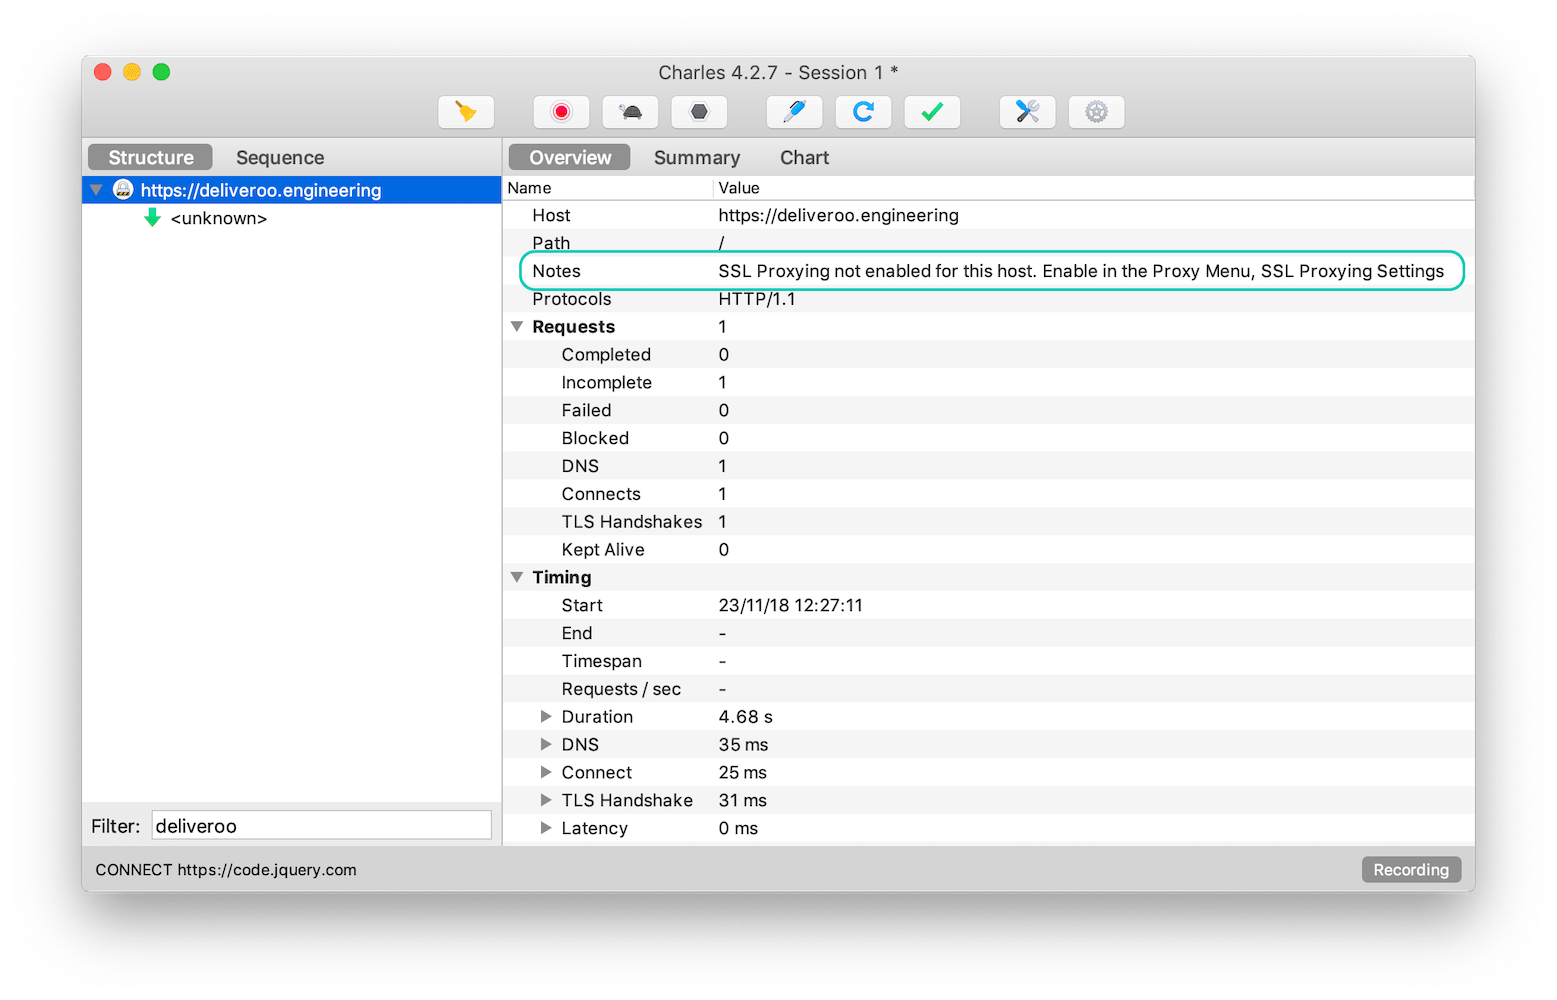 Charles 4.2.7 - Session 1 *
Structure Sequence
Overview Summary Chart
https://deliveroo.engineering
<unknown>
Name Value
Host https://deliveroo.engineering
Path /
Notes SSL Proxying not enabled for this host. Enable in the Proxy Menu, SSL Proxying Settings
Protocols HTTP/1.1
Requests 1
Completed 0
Incomplete 1
Failed 0
Blocked 0
DNS 1
Connects 1
TLS Handshakes 1
Kept Alive 0
Timing
Start 23/11/18 12:27:11
End -
Timespan -
Requests / sec -
Duration 4.68 s
DNS 35 ms
Connect 25 ms
TLS Handshake 31 ms
Latency 0 ms
Filter: deliveroo
CONNECT https://code.jquery.com
Recording